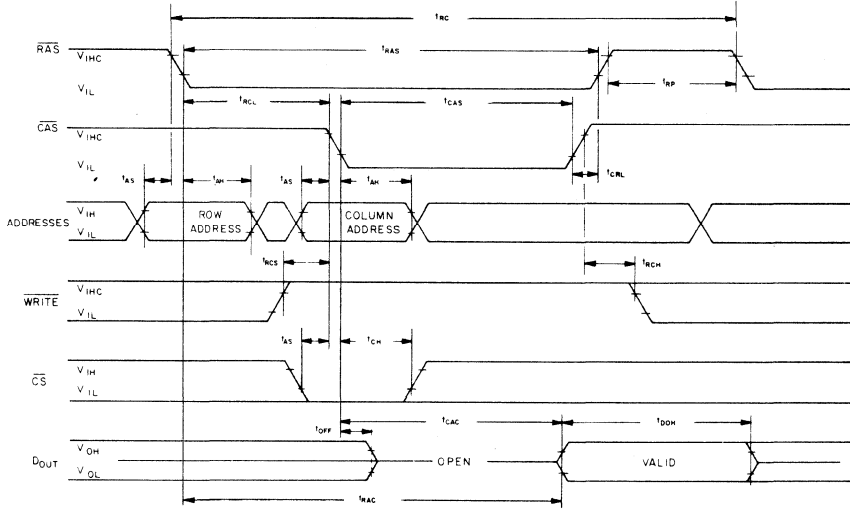 tRC
RAS
VIHC
tRAS
VIL
tRP
tRCL
tCAS
CAS
VIHC
VIL
tCRL
tAS
tAH
tAS
tAH
ADDRESSES
VIH
VIL
ROW
ADDRESS
COLUMN
ADDRESS
tRCS
tRCH
WRITE
VIHC
VIL
tAS
tCH
CS
VIH
VIL
tCAC
tOFF
tDOH
DOUT
VOH
VOL
OPEN
VALID
tRAC